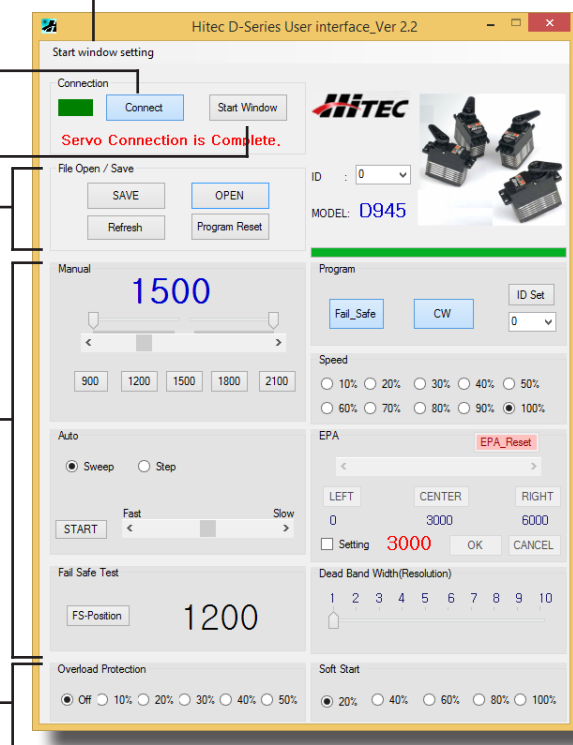 Hitec D-Series User interface_Ver 2.2
Start window setting
Connection
Connect
Start Window
Servo Connection is Complete.
HiTEC
ID : 0
MODEL: D945
File Open / Save
SAVE
OPEN
Refresh
Program Reset
Manual
1500
900 1200 1500 1800 2100
Program
Fail_Safe
CW
ID Set
0
Speed
10% 20% 30% 40% 50%
60% 70% 80% 90% 100%
Auto
Sweep Step
Fast Slow
START
EPA
EPA_Reset
LEFT CENTER RIGHT
0 3000 6000
Setting 3000 OK CANCEL
Fail Safe Test
FS-Position
1200
Dead Band Width(Resolution)
1 2 3 4 5 6 7 8 9 10
Overload Protection
Off 10% 20% 30% 40% 50%
Soft Start
20% 40% 60% 80% 100%